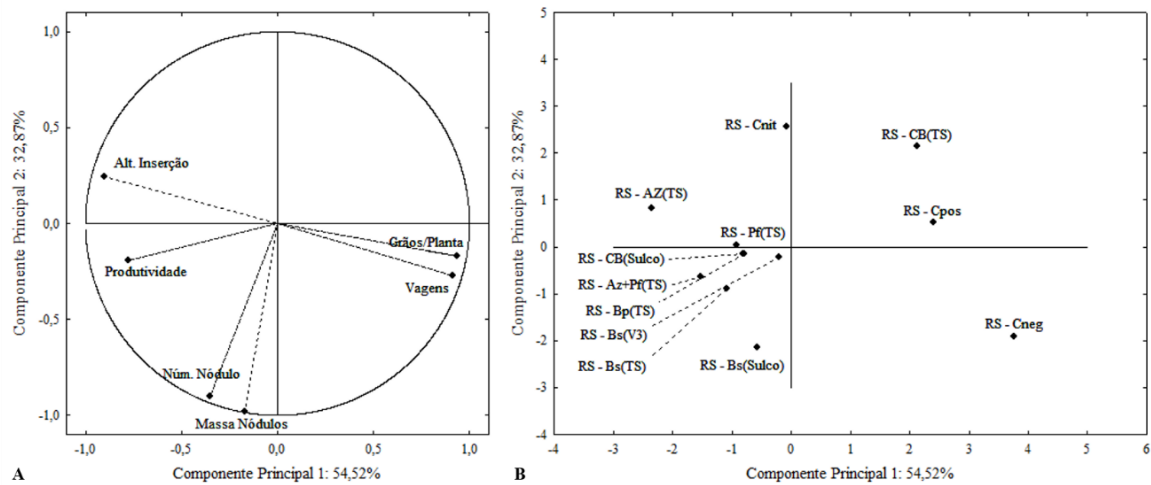 1,0
0,5
0,0
-0,5
-1,0
Componente Principal 2: 32,87%
Alt. Inserção
Produtividade
Grãos/Planta
Vagens
Núm. Nódulo
Massa Nódulos
-1,0
-0,5
0,0
0,5
1,0
Componente Principal 1: 54,52%
A
5
4
3
2
1
0
-1
-2
-3
-4
Componente Principal 2: 32,87%
RS - Cnit
RS - CB(TS)
RS - AZ(TS)
RS - Cpos
RS - Pf(TS)
RS - CB(Sulco)
RS - Az+Pf(TS)
RS - Bp(TS)
RS - Bs(V3)
RS - Bs(TS)
RS - Bs(Sulco)
RS - Cneg
-4
-3
-2
-1
0
1
2
3
4
5
6
Componente Principal 1: 54,52%
B